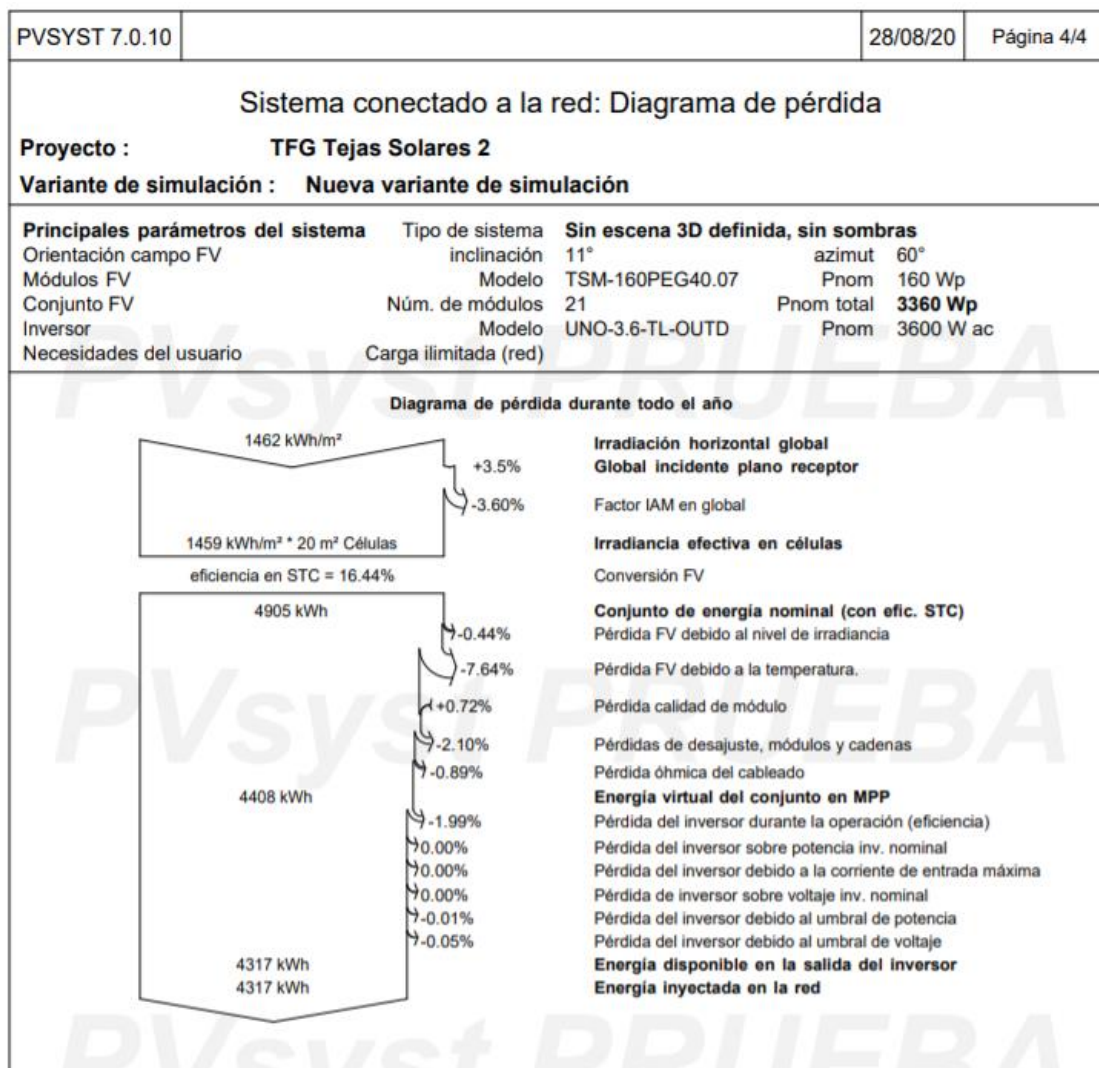 PVSYST 7.0.10 28/08/20 Página 4/4
Sistema conectado a la red: Diagrama de pérdida
Proyecto : TFG Tejas Solares 2
Variante de simulación : Nueva variante de simulación
Principales parámetros del sistema Tipo de sistema Sin escena 3D definida, sin sombras
Orientación campo FV inclinación 11° azimut 60°
Módulos FV Modelo TSM-160PEG40.07 Pnom 160 Wp
Conjunto FV Núm. de módulos 21 Pnom total 3360 Wp
Inversor Modelo UNO-3.6-TL-OUTD Pnom 3600 W ac
Necesidades del usuario Carga ilimitada (red)
PVsyst PRUEBA
Diagrama de pérdida durante todo el año
1462 kWh/m² Irradiación horizontal global
+3.5% Global incidente plano receptor
-3.60% Factor IAM en global
1459 kWh/m² * 20 m² Células Irradiancia efectiva en células
eficiencia en STC = 16.44% Conversión FV
4905 kWh Conjunto de energía nominal (con efic. STC)
-0.44% Pérdida FV debido al nivel de irradiancia
-7.64% Pérdida FV debido a la temperatura.
PVsyst PRUEBA
+0.72% Pérdida calidad de módulo
-2.10% Pérdidas de desajuste, módulos y cadenas
-0.89% Pérdida óhmica del cableado
4408 kWh Energía virtual del conjunto en MPP
-1.99% Pérdida del inversor durante la operación (eficiencia)
0.00% Pérdida del inversor sobre potencia inv. nominal
0.00% Pérdida del inversor debido a la corriente de entrada máxima
0.00% Pérdida de inversor sobre voltaje inv. nominal
-0.01% Pérdida del inversor debido al umbral de potencia
-0.05% Pérdida del inversor debido al umbral de voltaje
4317 kWh Energía disponible en la salida del inversor
4317 kWh Energía inyectada en la red
PVsyst PRUEBA